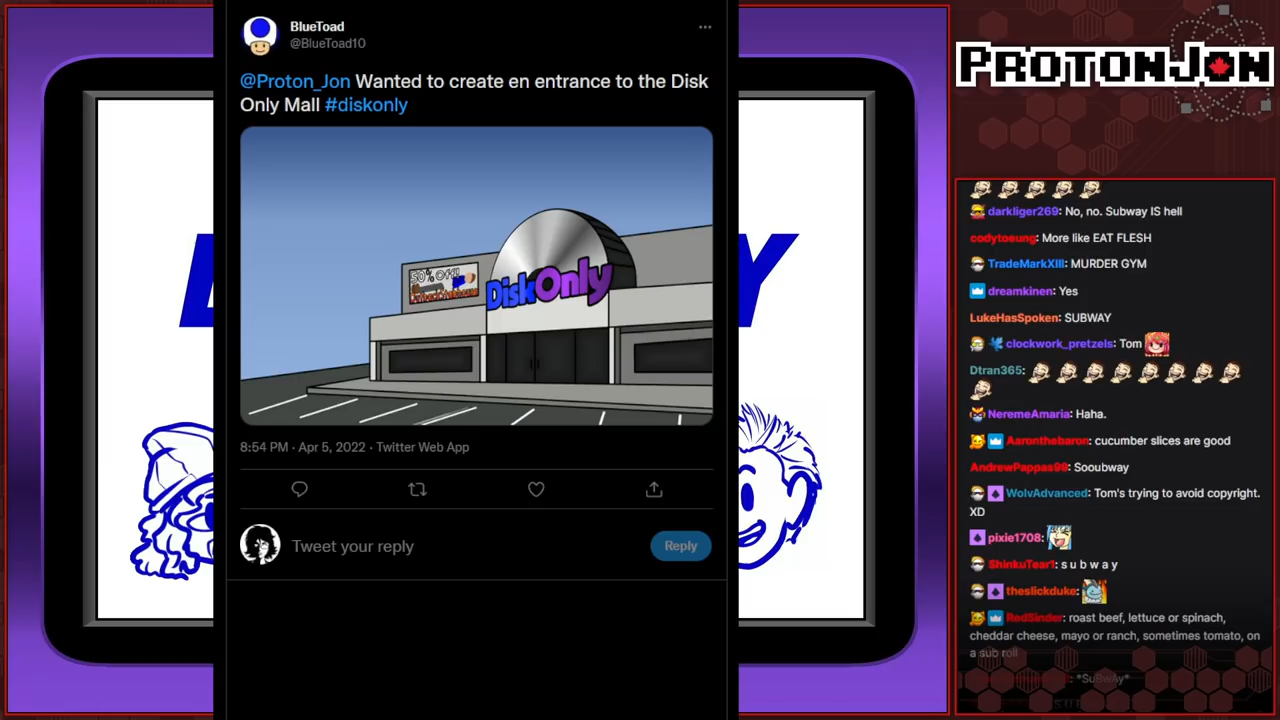 BlueToad
@BlueToad10
@Proton_Jon Wanted to create en entrance to the Disk
Only Mall #diskonly
50% Off!
DiskOnly
8:54 PM · Apr 5, 2022 · Twitter Web App
Tweet your reply
Reply
Y
PROTONJON
darkliger269: No, no. Subway IS hell
codytoeung: More like EAT FLESH
TradeMarkXIII: MURDER GYM
dreamkinen: Yes
LukeHasSpoken: SUBWAY
clockwork_pretzels: Tom
Dtran365:
NeremeAmaria: Haha.
Aaronthebaron: cucumber slices are good
AndrewPappas98: Sooubway
WolvAdvanced: Tom's trying to avoid copyright.
XD
pixie1708:
ShinkuTear1: s u b w a y
theslickduke:
RedSinder: roast beef, lettuce or spinach,
cheddar cheese, mayo or ranch, sometimes tomato, on
a sub roll
*SuBwAy*